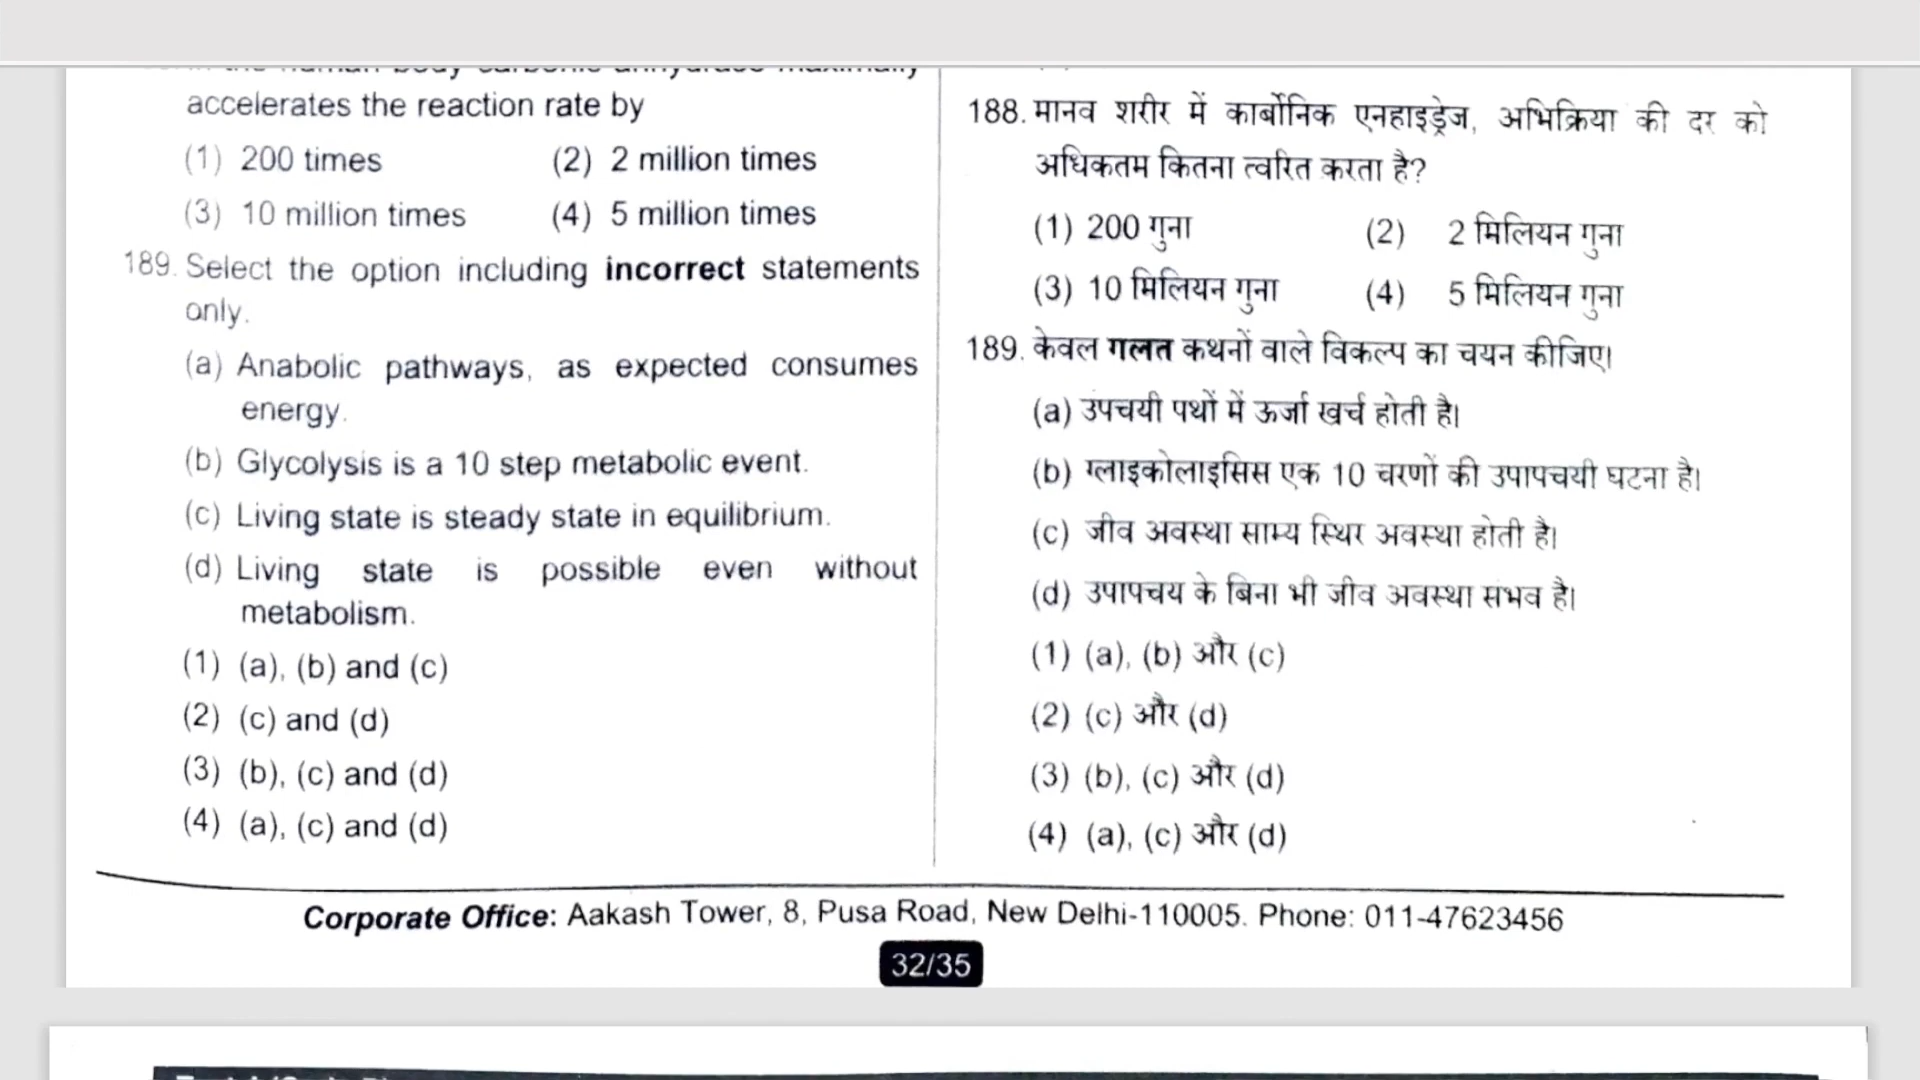 accelerates the reaction rate by
(1) 200 times (2) 2 million times
(3) 10 million times (4) 5 million times
189. Select the option including incorrect statements
only.
(a) Anabolic pathways, as expected consumes
energy.
(b) Glycolysis is a 10 step metabolic event.
(c) Living state is steady state in equilibrium.
(d) Living state is possible even without
metabolism.
(1) (a), (b) and (c)
(2) (c) and (d)
(3) (b), (c) and (d)
(4) (a), (c) and (d)
188. मानव शरीर में कार्बोनिक एनहाइड्रेज, अभिक्रिया की दर को
अधिकतम कितना त्वरित करता है?
(1) 200 गुना (2) 2 मिलियन गुना
(3) 10 मिलियन गुना (4) 5 मिलियन गुना
189. केवल गलत कथनों वाले विकल्प का चयन कीजिए।
(a) उपचयी पथों में ऊर्जा खर्च होती है।
(b) ग्लाइकोलाइसिस एक 10 चरणों की उपापचयी घटना है।
(c) जीव अवस्था साम्य स्थिर अवस्था होती है।
(d) उपापचय के बिना भी जीव अवस्था संभव है।
(1) (a), (b) और (c)
(2) (c) और (d)
(3) (b), (c) और (d)
(4) (a), (c) और (d)
Corporate Office: Aakash Tower, 8, Pusa Road, New Delhi-110005. Phone: 011-47623456
32/35